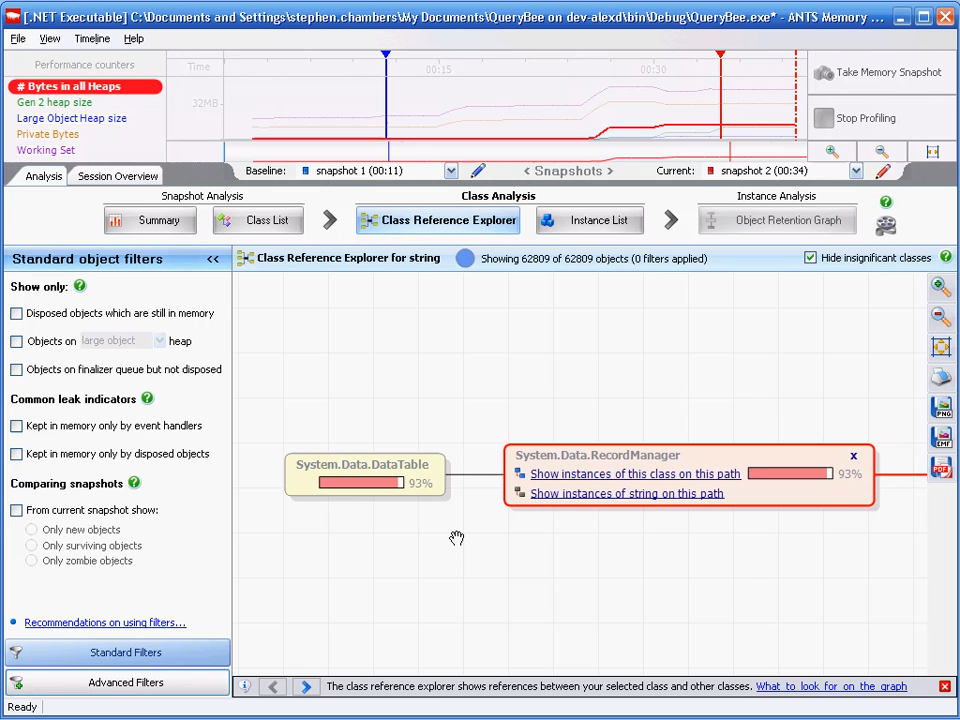 [.NET Executable] C:\Documents and Settings\stephen.chambers\My Documents\QueryBee on dev-alexd\bin\Debug\QueryBee.exe* - ANTS Memory ...
File View Timeline Help
Performance counters
# Bytes in all Heaps
Gen 2 heap size
Large Object Heap size
Private Bytes
Working Set
Time
00:15
00:30
32MB
Take Memory Snapshot
Stop Profiling
Analysis
Session Overview
Baseline: snapshot 1 (00:11)
< Snapshots >
Current: snapshot 2 (00:34)
Snapshot Analysis
Class Analysis
Instance Analysis
Summary
Class List
Class Reference Explorer
Instance List
Object Retention Graph
?
Standard object filters <<
Class Reference Explorer for string
Showing 62809 of 62809 objects (0 filters applied)
Hide insignificant classes ?
Show only: ?
Disposed objects which are still in memory
Objects on large object heap
Objects on finalizer queue but not disposed
Common leak indicators ?
Kept in memory only by event handlers
Kept in memory only by disposed objects
Comparing snapshots ?
From current snapshot show:
Only new objects
Only surviving objects
Only zombie objects
Recommendations on using filters...
Standard Filters
Advanced Filters
System.Data.DataTable
93%
System.Data.RecordManager x
Show instances of this class on this path 93%
Show instances of string on this path
PNG
EMF
PDF
The class reference explorer shows references between your selected class and other classes. What to look for on the graph
Ready